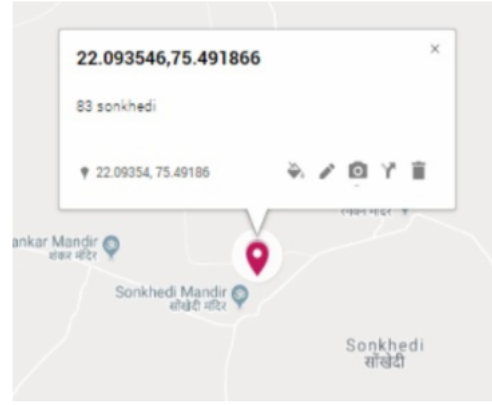 22.093546,75.491866
83 sonkhedi
22.09354, 75.49186
ankar Mandir
शंकर मंदिर
Sonkhedi Mandir
सोंखेदी मंदिर
Sonkhedi
सोंखेदी